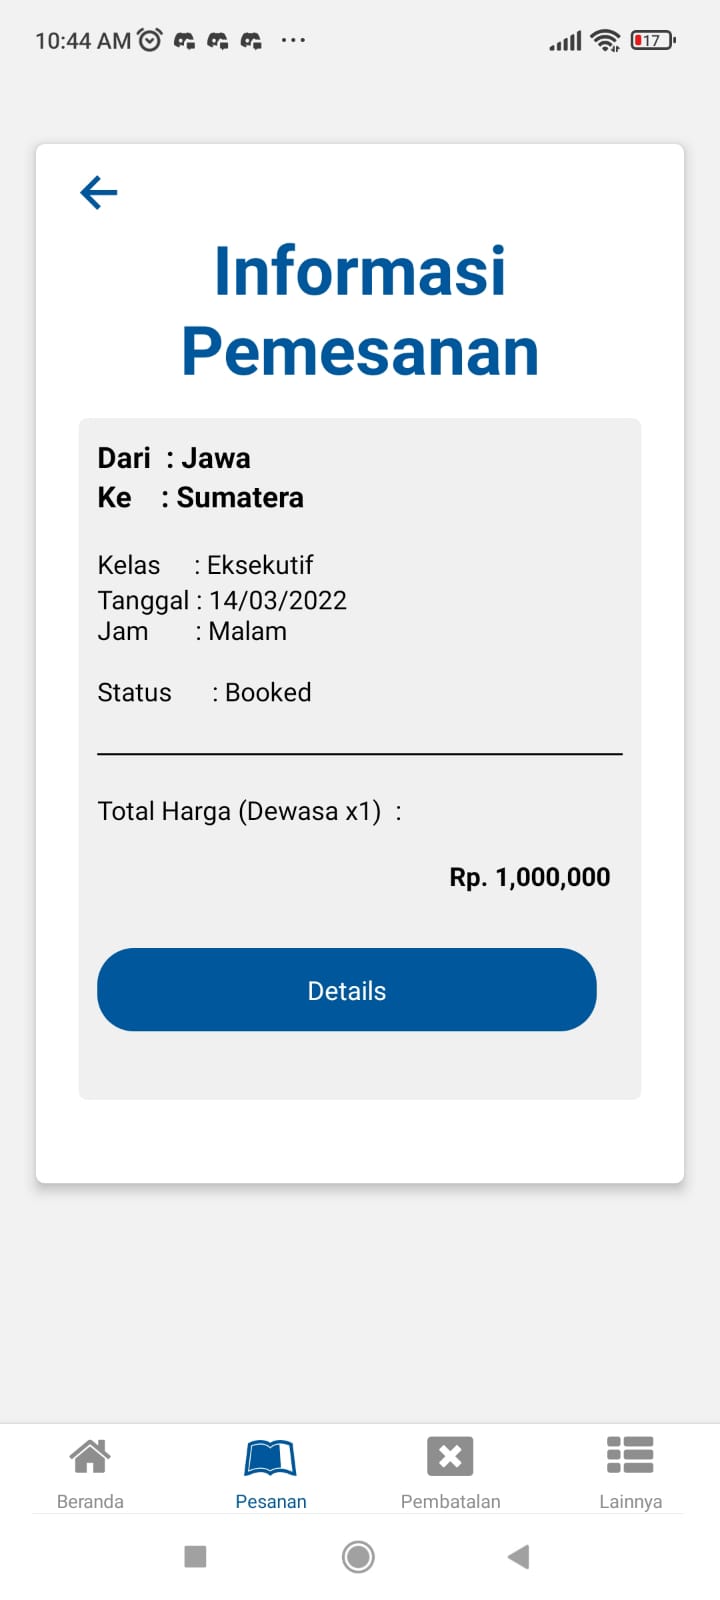 10:44 AM
17
Informasi
Pemesanan
Dari : Jawa
Ke : Sumatera
Kelas : Eksekutif
Tanggal : 14/03/2022
Jam : Malam
Status : Booked
Total Harga (Dewasa x1) :
Rp. 1,000,000
Details
Beranda Pesanan Pembatalan Lainnya